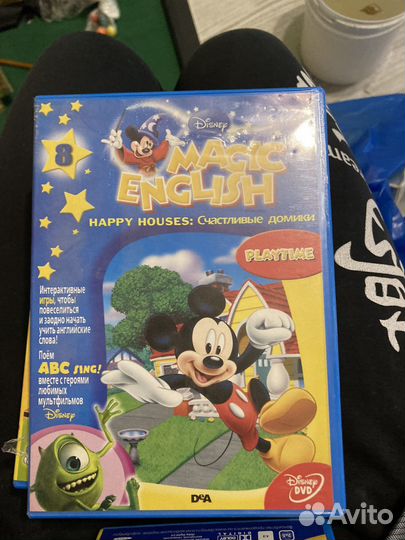 8
Disney
MAGIC
ENGLISH
HAPPY HOUSES: Счастливые домики
PLAYTIME
Интерактивные
игры, чтобы
повеселиться
и заодно начать
учить английские
слова!
Поём
ABC SING!
вместе с героями
любимых
мультфильмов
Disney
DeA
Disney
DVD
Avito